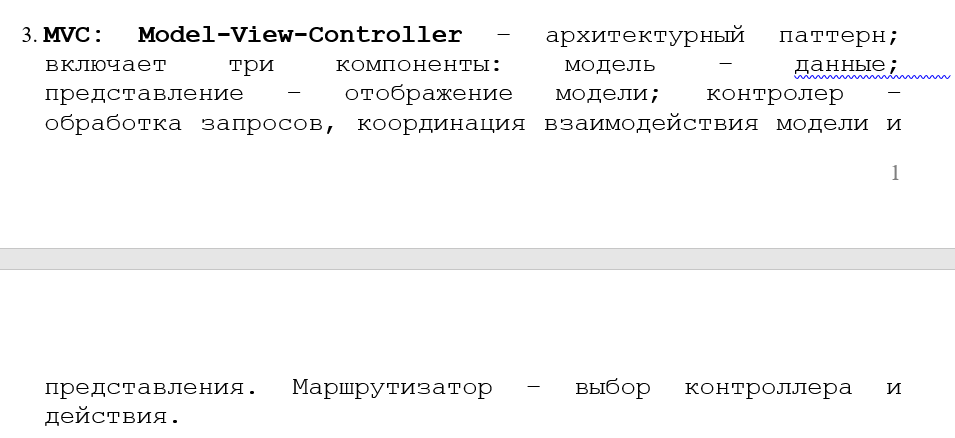 3. MVC: Model-View-Controller – архитектурный паттерн;
включает три компоненты: модель – данные;
представление – отображение модели; контролер –
обработка запросов, координация взаимодействия модели и
1
представления. Маршрутизатор – выбор контроллера и
действия.